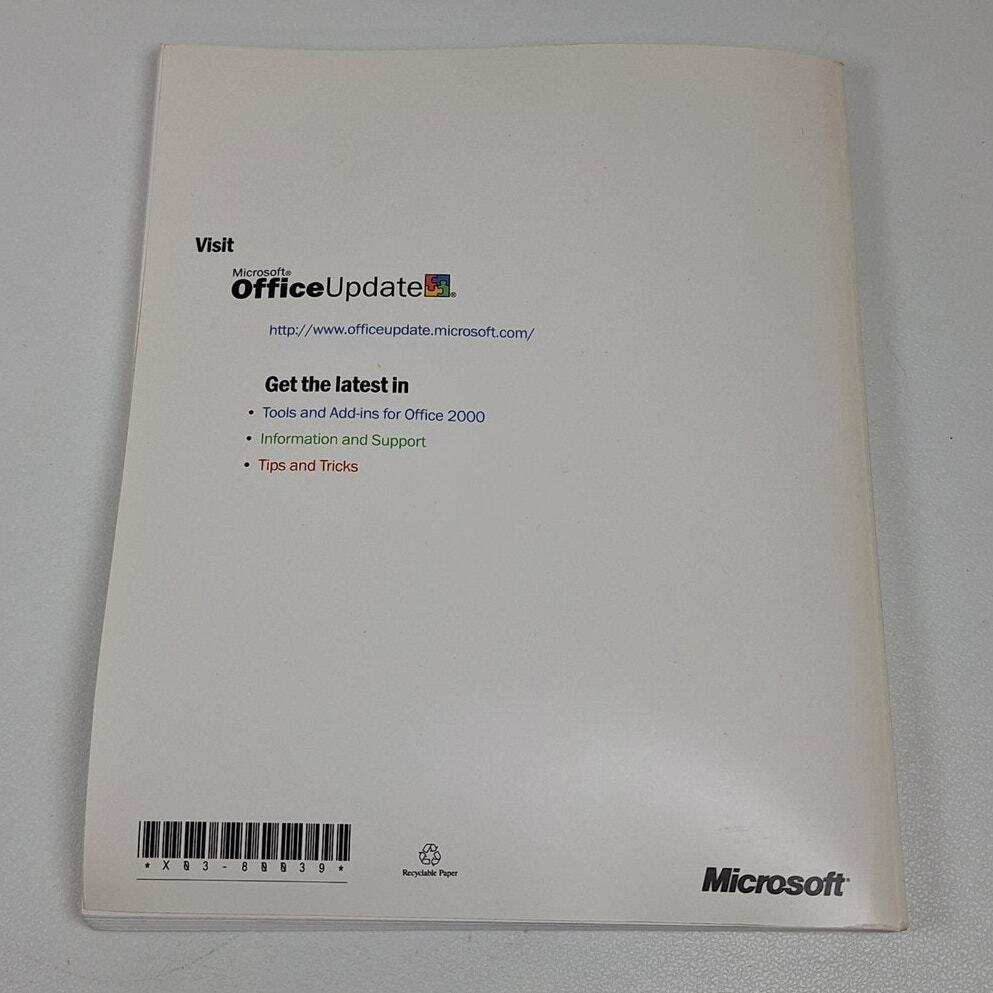 Visit
Microsoft®
OfficeUpdate®
http://www.officeupdate.microsoft.com/
Get the latest in
• Tools and Add-ins for Office 2000
• Information and Support
• Tips and Tricks
*X03-80039*
Recyclable Paper
Microsoft®